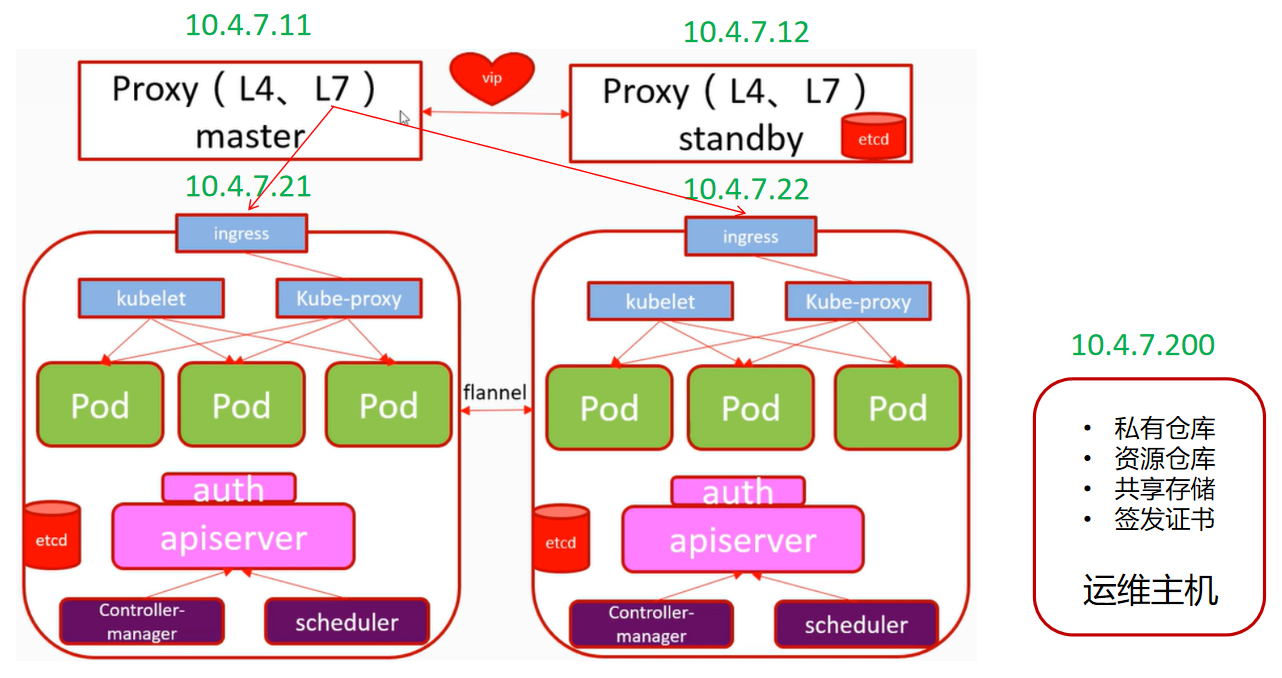 10.4.7.11
10.4.7.12
Proxy（L4、L7）
master
vip
Proxy（L4、L7）
standby
etcd
10.4.7.21
10.4.7.22
ingress
kubelet
Kube-proxy
Pod
Pod
Pod
auth
apiserver
etcd
Controller-
manager
scheduler
flannel
ingress
kubelet
Kube-proxy
Pod
Pod
Pod
auth
apiserver
etcd
Controller-
manager
scheduler
10.4.7.200
• 私有仓库
• 资源仓库
• 共享存储
• 签发证书
运维主机